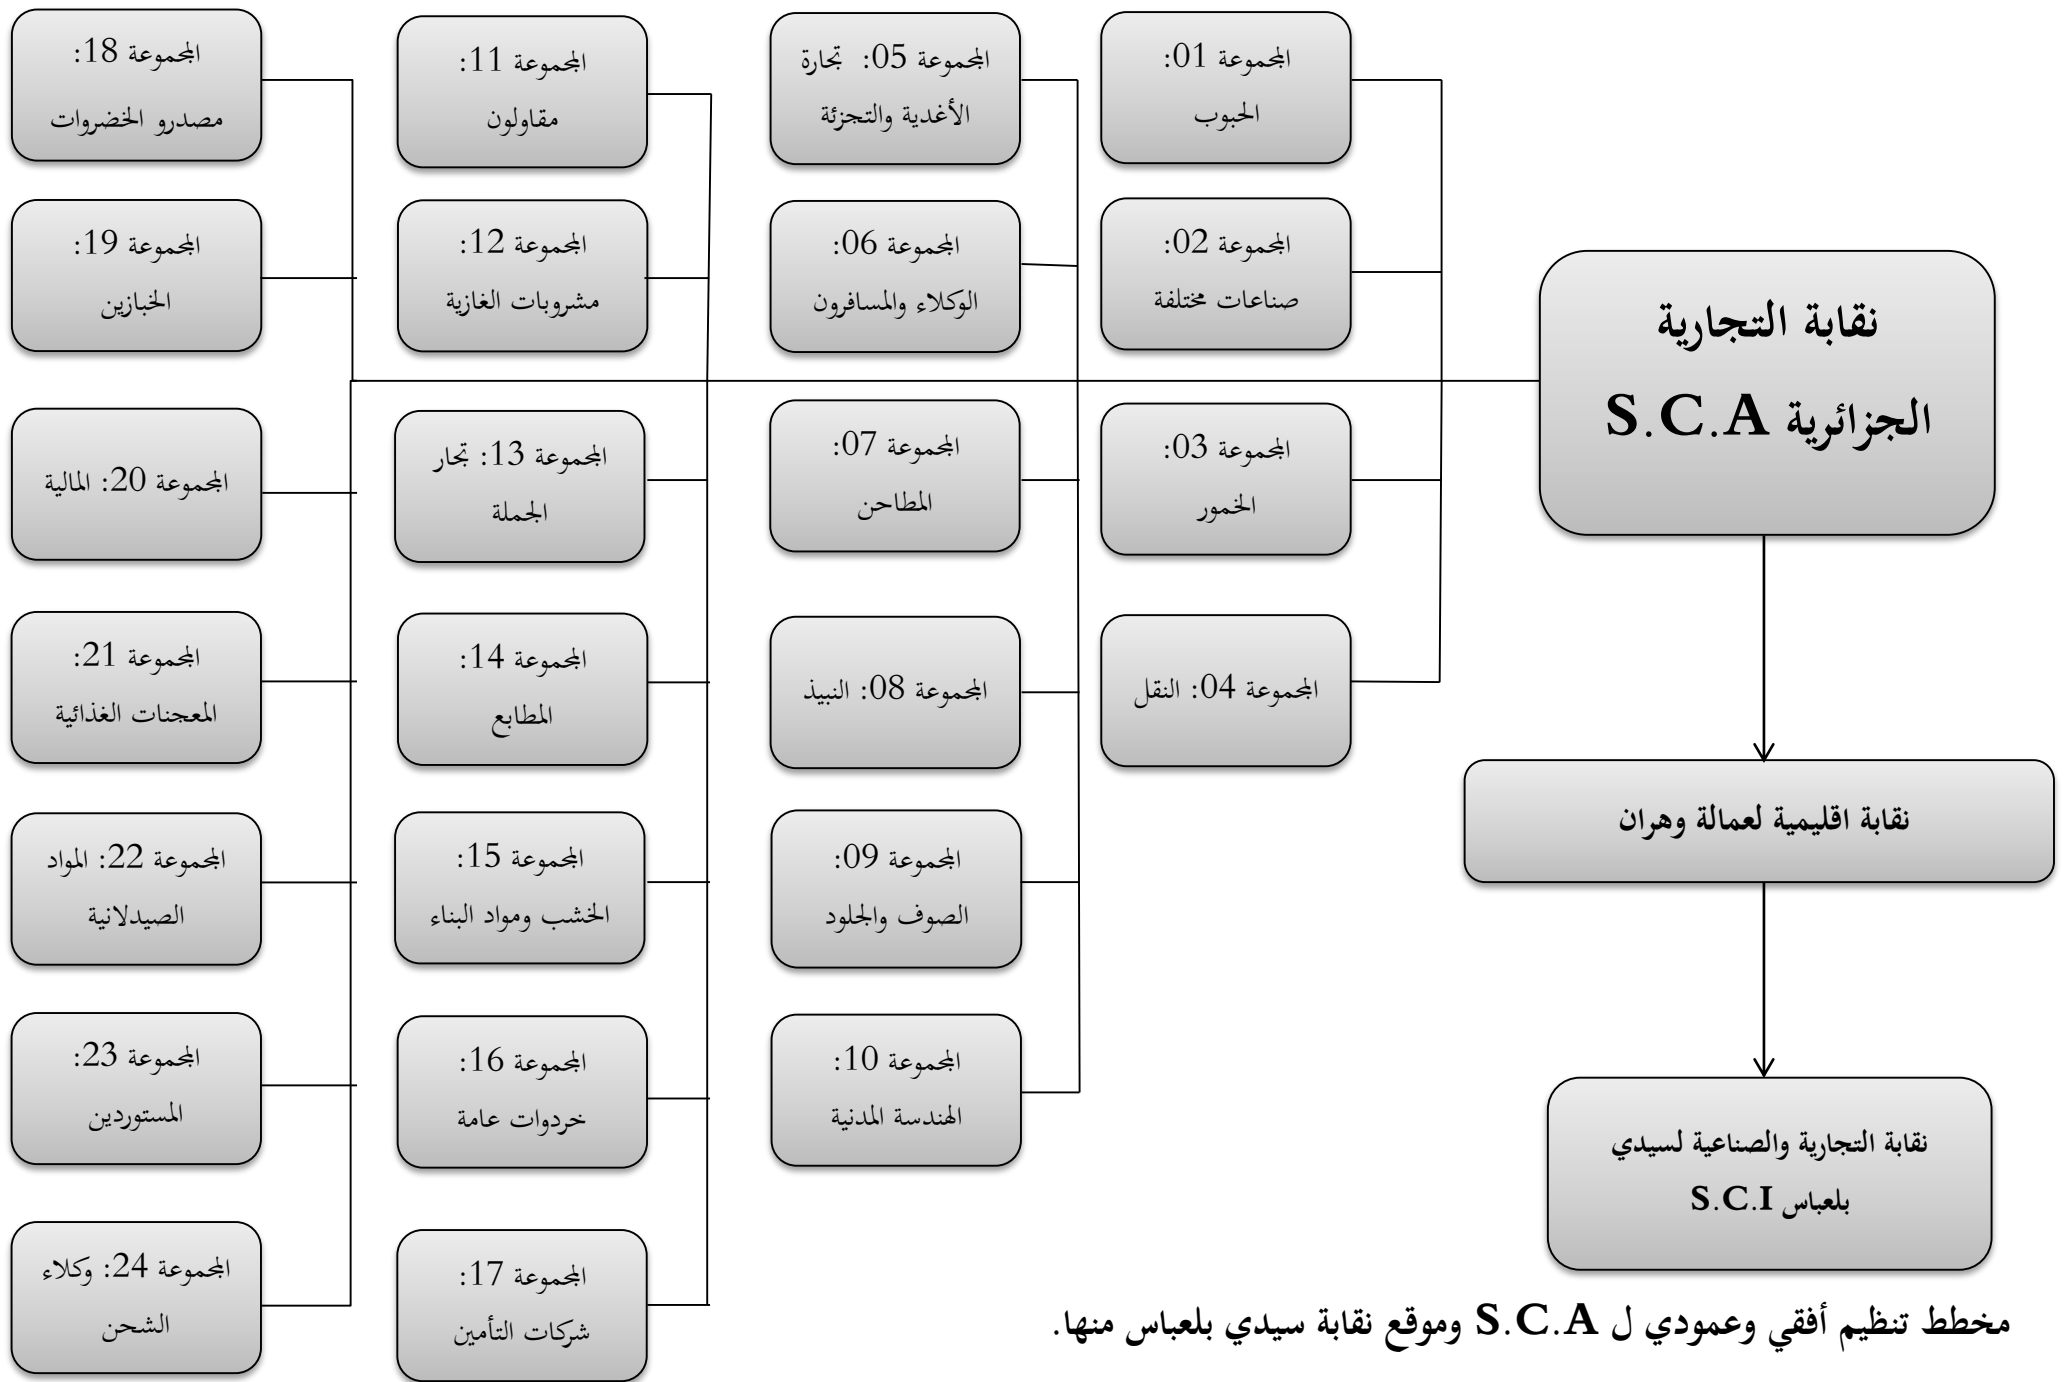 نقابة التجارية
الجزائرية S.C.A
نقابة اقليمية لعمالة وهران
نقابة التجارية والصناعية لسيدي
بلعباس S.C.I
المجموعة 01:
الحبوب
المجموعة 02:
صناعات مختلفة
المجموعة 03:
الخمور
المجموعة 04: النقل
المجموعة 05: تجارة
الأغدية والتجزئة
المجموعة 06:
الوكلاء والمسافرون
المجموعة 07:
المطاحن
المجموعة 08: النبيذ
المجموعة 09:
الصوف والجلود
المجموعة 10:
الهندسة المدنية
المجموعة 11:
مقاولون
المجموعة 12:
مشروبات الغازية
المجموعة 13: تجار
الجملة
المجموعة 14:
المطابع
المجموعة 15:
الخشب ومواد البناء
المجموعة 16:
خردوات عامة
المجموعة 17:
شركات التأمين
المجموعة 18:
مصدرو الخضروات
المجموعة 19:
الخبازين
المجموعة 20: المالية
المجموعة 21:
المعجنات الغذائية
المجموعة 22: المواد
الصيدلانية
المجموعة 23:
المستوردين
المجموعة 24: وكلاء
الشحن
مخطط تنظيم أفقي وعمودي ل S.C.A وموقع نقابة سيدي بلعباس منها.